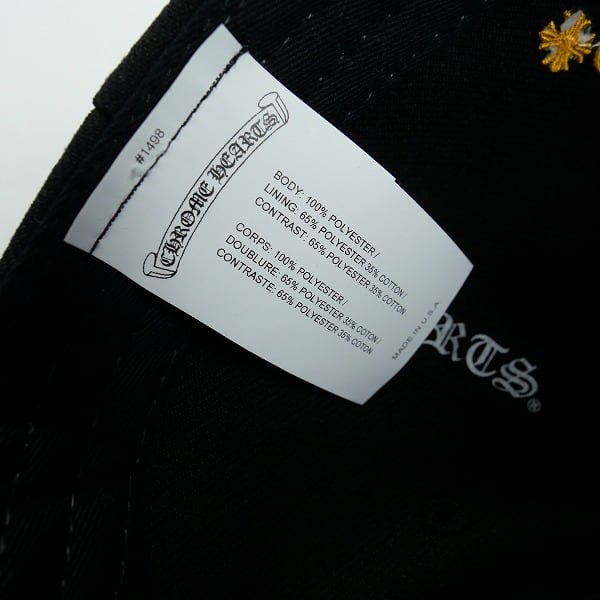 #1498
CHROME HEARTS
BODY: 100% POLYESTER /
LINING: 65% POLYESTER 35% COTTON /
CONTRAST: 65% POLYESTER 35% COTTON
CORPS: 100% POLYESTER /
DOUBLURE: 65% POLYESTER 35% COTON /
CONTRASTE: 65% POLYESTER 35% COTON
MADE IN U.S.A.
ARTS®